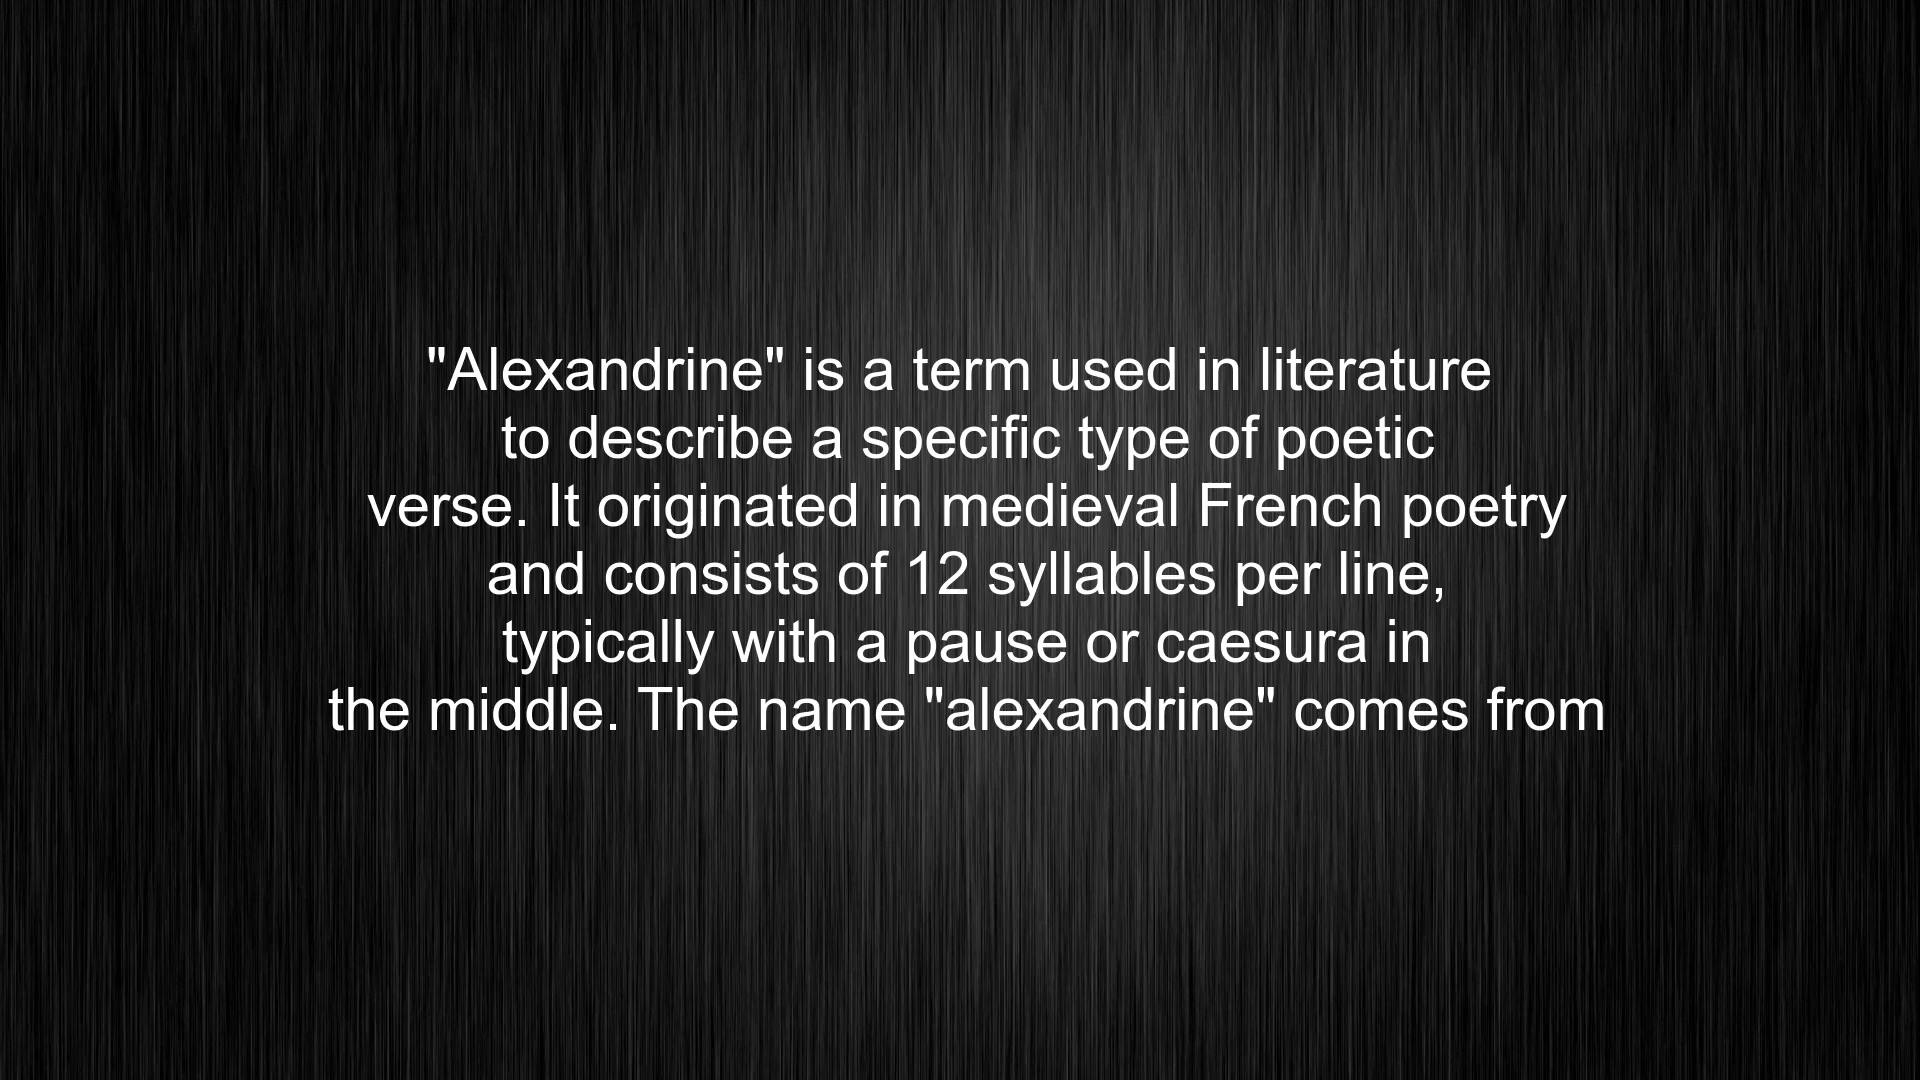 "Alexandrine" is a term used in literature
to describe a specific type of poetic
verse. It originated in medieval French poetry
and consists of 12 syllables per line,
typically with a pause or caesura in
the middle. The name "alexandrine" comes from